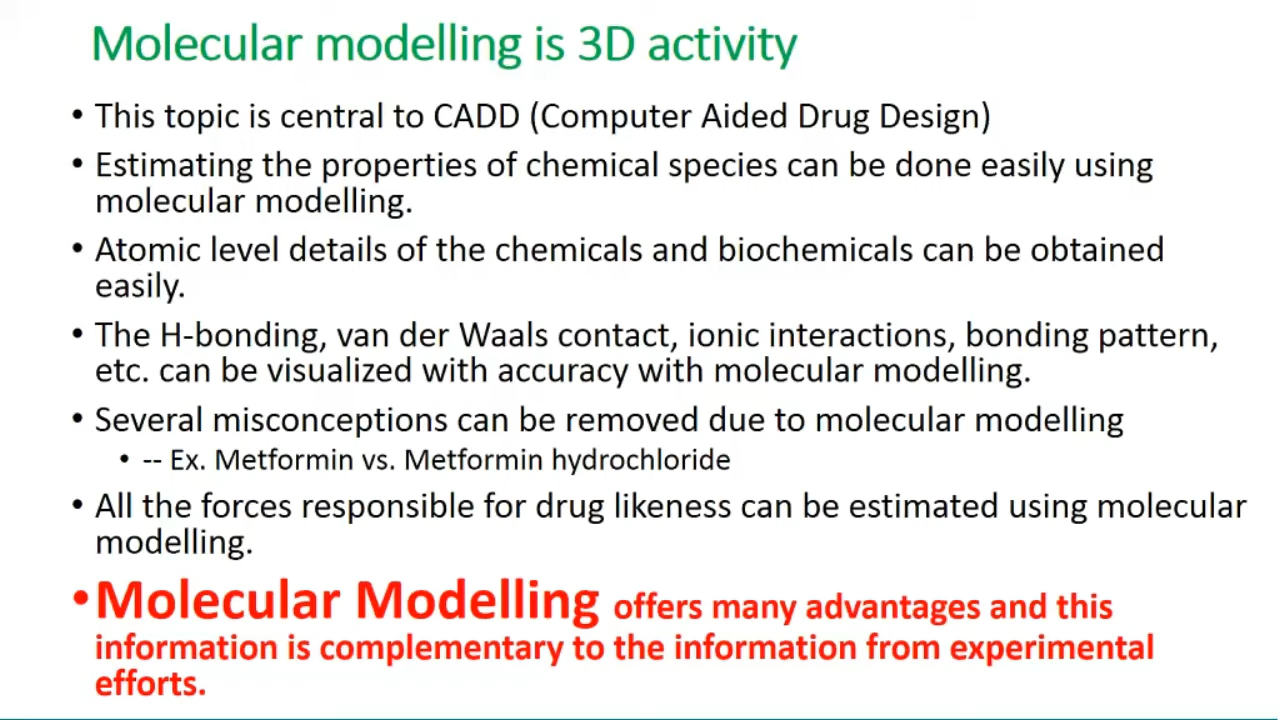 Molecular modelling is 3D activity
• This topic is central to CADD (Computer Aided Drug Design)
• Estimating the properties of chemical species can be done easily using
molecular modelling.
• Atomic level details of the chemicals and biochemicals can be obtained
easily.
• The H-bonding, van der Waals contact, ionic interactions, bonding pattern,
etc. can be visualized with accuracy with molecular modelling.
• Several misconceptions can be removed due to molecular modelling
• -- Ex. Metformin vs. Metformin hydrochloride
• All the forces responsible for drug likeness can be estimated using molecular
modelling.
•Molecular Modelling offers many advantages and this
information is complementary to the information from experimental
efforts.